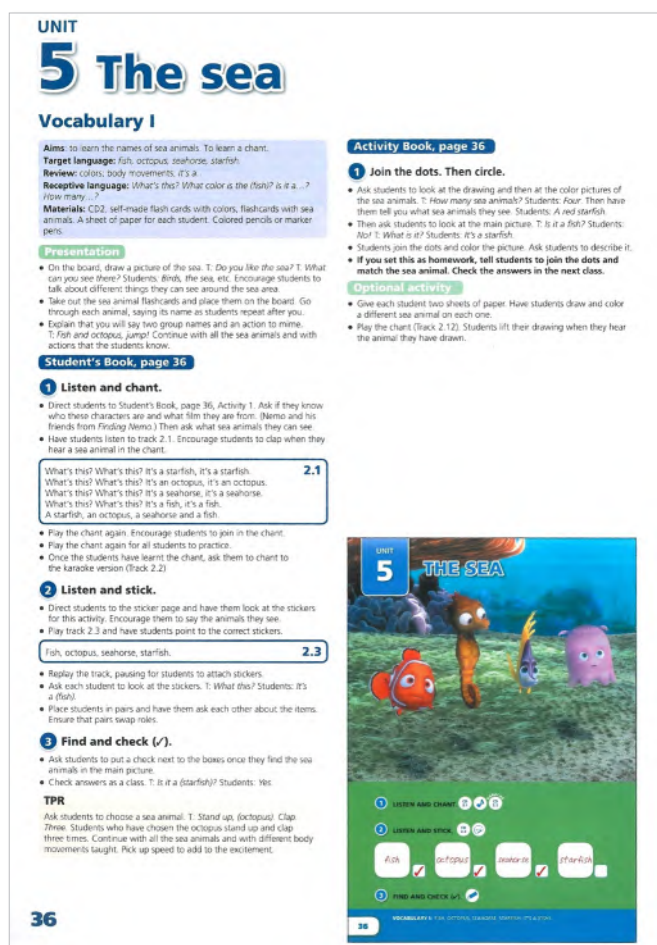 UNIT
5 The sea
Vocabulary I
Aims: to learn the names of sea animals. To learn a chant.
Target language: fish, octopus, seahorse, starfish.
Review: colors; body movements; It's a.
Receptive language: What's this? What color is the (fish)? Is it a...?
How many...?
Materials: CD2, self-made flash cards with colors, flashcards with sea
animals. A sheet of paper for each student. Colored pencils or marker
pens.
Presentation
• On the board, draw a picture of the sea. T: Do you like the sea? T: What
can you see there? Students: Birds, the sea, etc. Encourage students to
talk about different things they can see around the sea area.
• Take out the sea animal flashcards and place them on the board. Go
through each animal, saying its name as students repeat after you.
• Explain that you will say two group names and an action to mime.
T: Fish and octopus, jump! Continue with all the sea animals and with
actions that the students know.
Student's Book, page 36
1 Listen and chant.
• Direct students to Student's Book, page 36, Activity 1. Ask if they know
who these characters are and what film they are from. (Nemo and his
friends from Finding Nemo.) Then ask what sea animals they can see.
• Have students listen to track 2.1. Encourage students to clap when they
hear a sea animal in the chant.
What's this? What's this? It's a starfish, it's a starfish. 2.1
What's this? What's this? It's an octopus, it's an octopus.
What's this? What's this? It's a seahorse, it's a seahorse.
What's this? What's this? It's a fish, it's a fish.
A starfish, an octopus, a seahorse and a fish.
• Play the chant again. Encourage students to join in the chant.
• Play the chant again for all students to practice.
• Once the students have learnt the chant, ask them to chant to
the karaoke version (Track 2.2)
2 Listen and stick.
• Direct students to the sticker page and have them look at the stickers
for this activity. Encourage them to say the animals they see.
• Play track 2.3 and have students point to the correct stickers.
Fish, octopus, seahorse, starfish. 2.3
• Replay the track, pausing for students to attach stickers.
• Ask each student to look at the stickers. T: What this? Students: It's
a (fish).
• Place students in pairs and have them ask each other about the items.
Ensure that pairs swap roles.
3 Find and check (✓).
• Ask students to put a check next to the boxes once they find the sea
animals in the main picture.
• Check answers as a class. T: Is it a (starfish)? Students: Yes.
TPR
Ask students to choose a sea animal. T: Stand up, (octopus). Clap.
Three. Students who have chosen the octopus stand up and clap
three times. Continue with all the sea animals and with different body
movements taught. Pick up speed to add to the excitement.
36
Activity Book, page 36
1 Join the dots. Then circle.
• Ask students to look at the drawing and then at the color pictures of
the sea animals. T: How many sea animals? Students: Four. Then have
them tell you what sea animals they see. Students: A red starfish.
• Then ask students to look at the main picture. T: Is it a fish? Students:
No! T: What is it? Students: It's a starfish.
• Students join the dots and color the picture. Ask students to describe it.
• If you set this as homework, tell students to join the dots and
match the sea animal. Check the answers in the next class.
Optional activity
• Give each student two sheets of paper. Have students draw and color
a different sea animal on each one.
• Play the chant (Track 2.12). Students lift their drawing when they hear
the animal they have drawn.
UNIT
5 THE SEA
1 LISTEN AND CHANT.
2 LISTEN AND STICK.
fish octopus seahorse starfish
3 FIND AND CHECK (✓).
36 VOCABULARY I: FISH, OCTOPUS, SEAHORSE, STARFISH; IT'S A